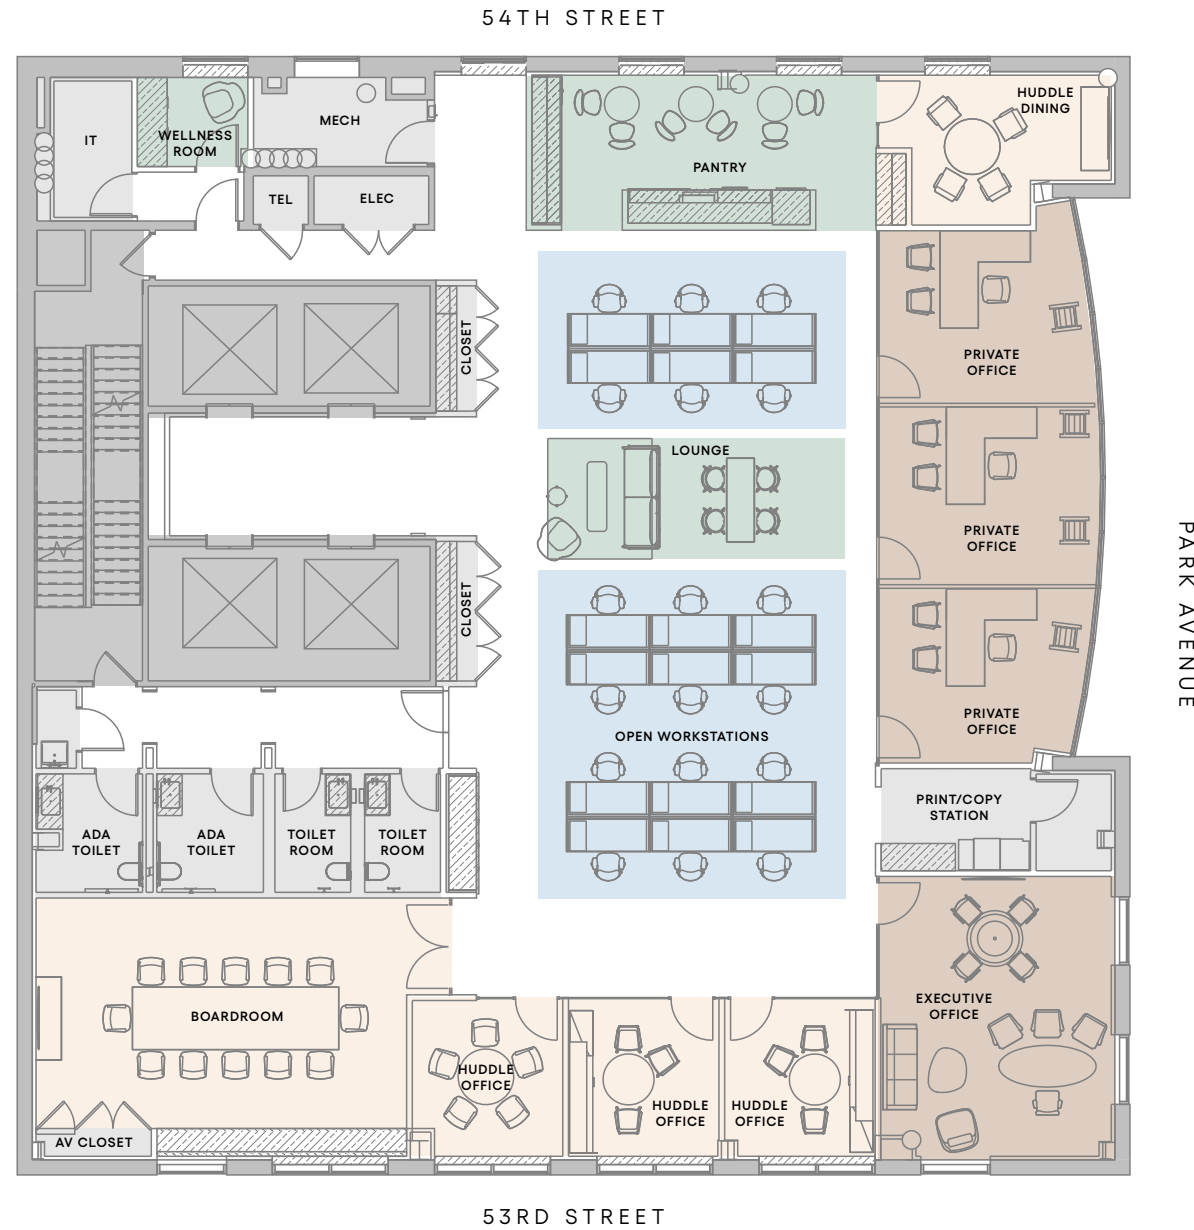 54TH STREET
HUDDLE
DINING
MECH
WELLNESS
ROOM
IT
PANTRY
TEL
ELEC
CLOSET
PRIVATE
OFFICE
LOUNGE
PRIVATE
OFFICE
PARK AVENUE
CLOSET
PRIVATE
OFFICE
OPEN WORKSTATIONS
PRINT/COPY
STATION
ADA
TOILET
ADA
TOILET
TOILET
ROOM
TOILET
ROOM
EXECUTIVE
OFFICE
BOARDROOM
HUDDLE
OFFICE
HUDDLE
OFFICE
HUDDLE
OFFICE
AV CLOSET
53RD STREET